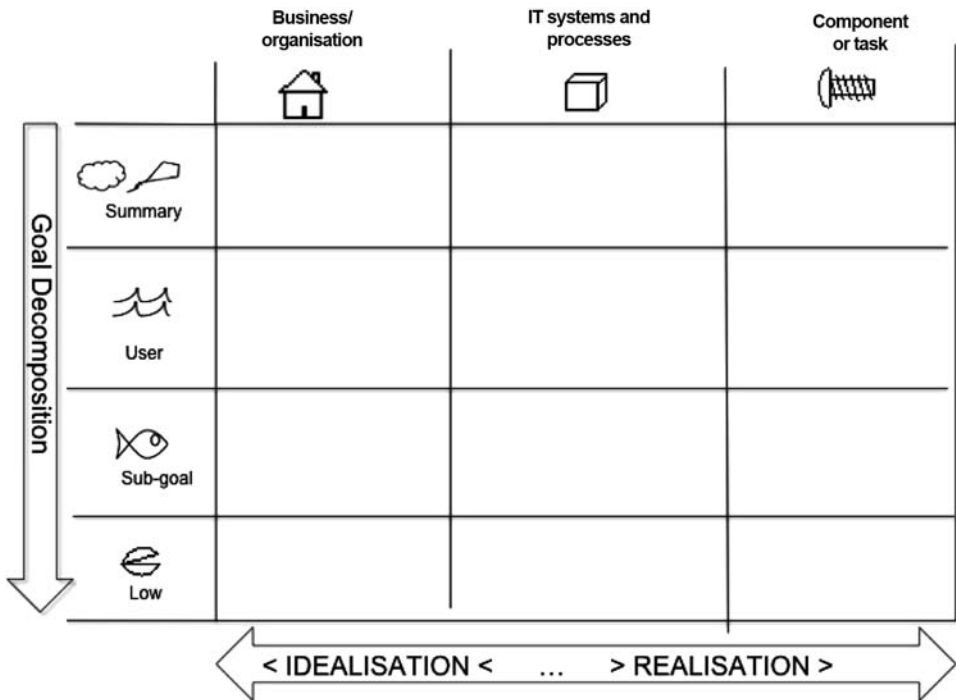 Business/
organisation
IT systems and
processes
Component
or task
Goal Decomposition
Summary
User
Sub-goal
Low
< IDEALISATION < ... > REALISATION >